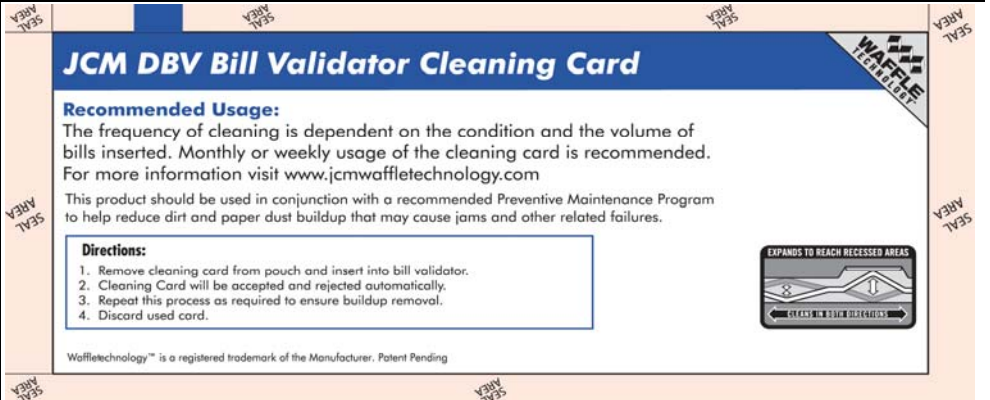 SEAL AREA
SEAL AREA
SEAL AREA
SEAL AREA
JCM DBV Bill Validator Cleaning Card
WAFFLE
TECHNOLOGY
Recommended Usage:
The frequency of cleaning is dependent on the condition and the volume of
bills inserted. Monthly or weekly usage of the cleaning card is recommended.
For more information visit www.jcmwaffletechnology.com
This product should be used in conjunction with a recommended Preventive Maintenance Program
to help reduce dirt and paper dust buildup that may cause jams and other related failures.
SEAL AREA
SEAL AREA
Directions:
1. Remove cleaning card from pouch and insert into bill validator.
2. Cleaning Card will be accepted and rejected automatically.
3. Repeat this process as required to ensure buildup removal.
4. Discard used card.
EXPANDS TO REACH RECESSED AREAS
CLEANS IN BOTH DIRECTIONS
Waffletechnology™ is a registered trademark of the Manufacturer. Patent Pending
SEAL AREA
SEAL AREA